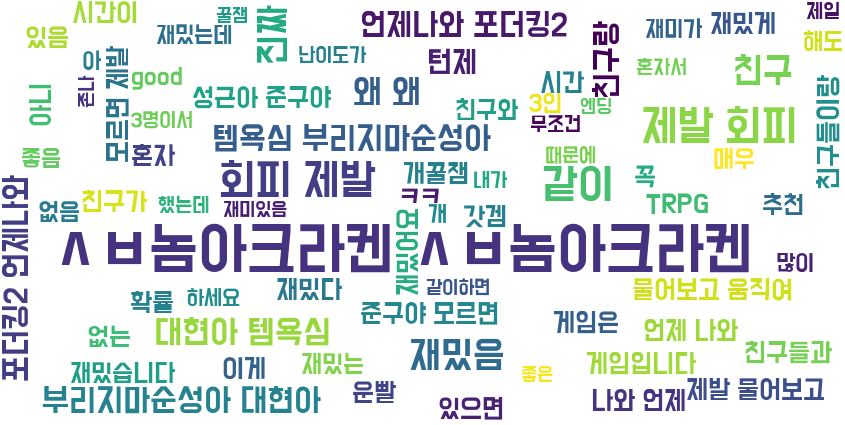 시간이 꿀잼 진짜 언제나와 포더킹2 제일
있음 재밌는데 난이도가 턴제 친구랑 재미가 재밌게 해도
아 good 존나 모르면 제발 성근아 준구야 왜 왜 시간 혼자서 친구
아니 3명이서 친구와 3인 엔딩 제발 회피 친구들이랑
좋음 혼자 템욕심 부리지마순성아 무조건 때문에 매우
회피 제발 개꿀잼 내가 같이 꼭
포더킹2 언제나와 없음 친구가 했는데 재미있음 ㅋㅋ 재밌어요 개 갓겜 TRPG 추천
ㅅㅂ놈아크라켄 ㅅㅂ놈아크라켄
많이
확률 하세요 재밌다 같이하면 물어보고 움직여
없는 대현아 템욕심 준구야 모르면 게임은 언제 나와
재밌습니다 이게 재밌는 재밌음 좋은 게임입니다 친구들과
부리지마순성아 대현아 운빨 있으면 나와 언제 제발 물어보고